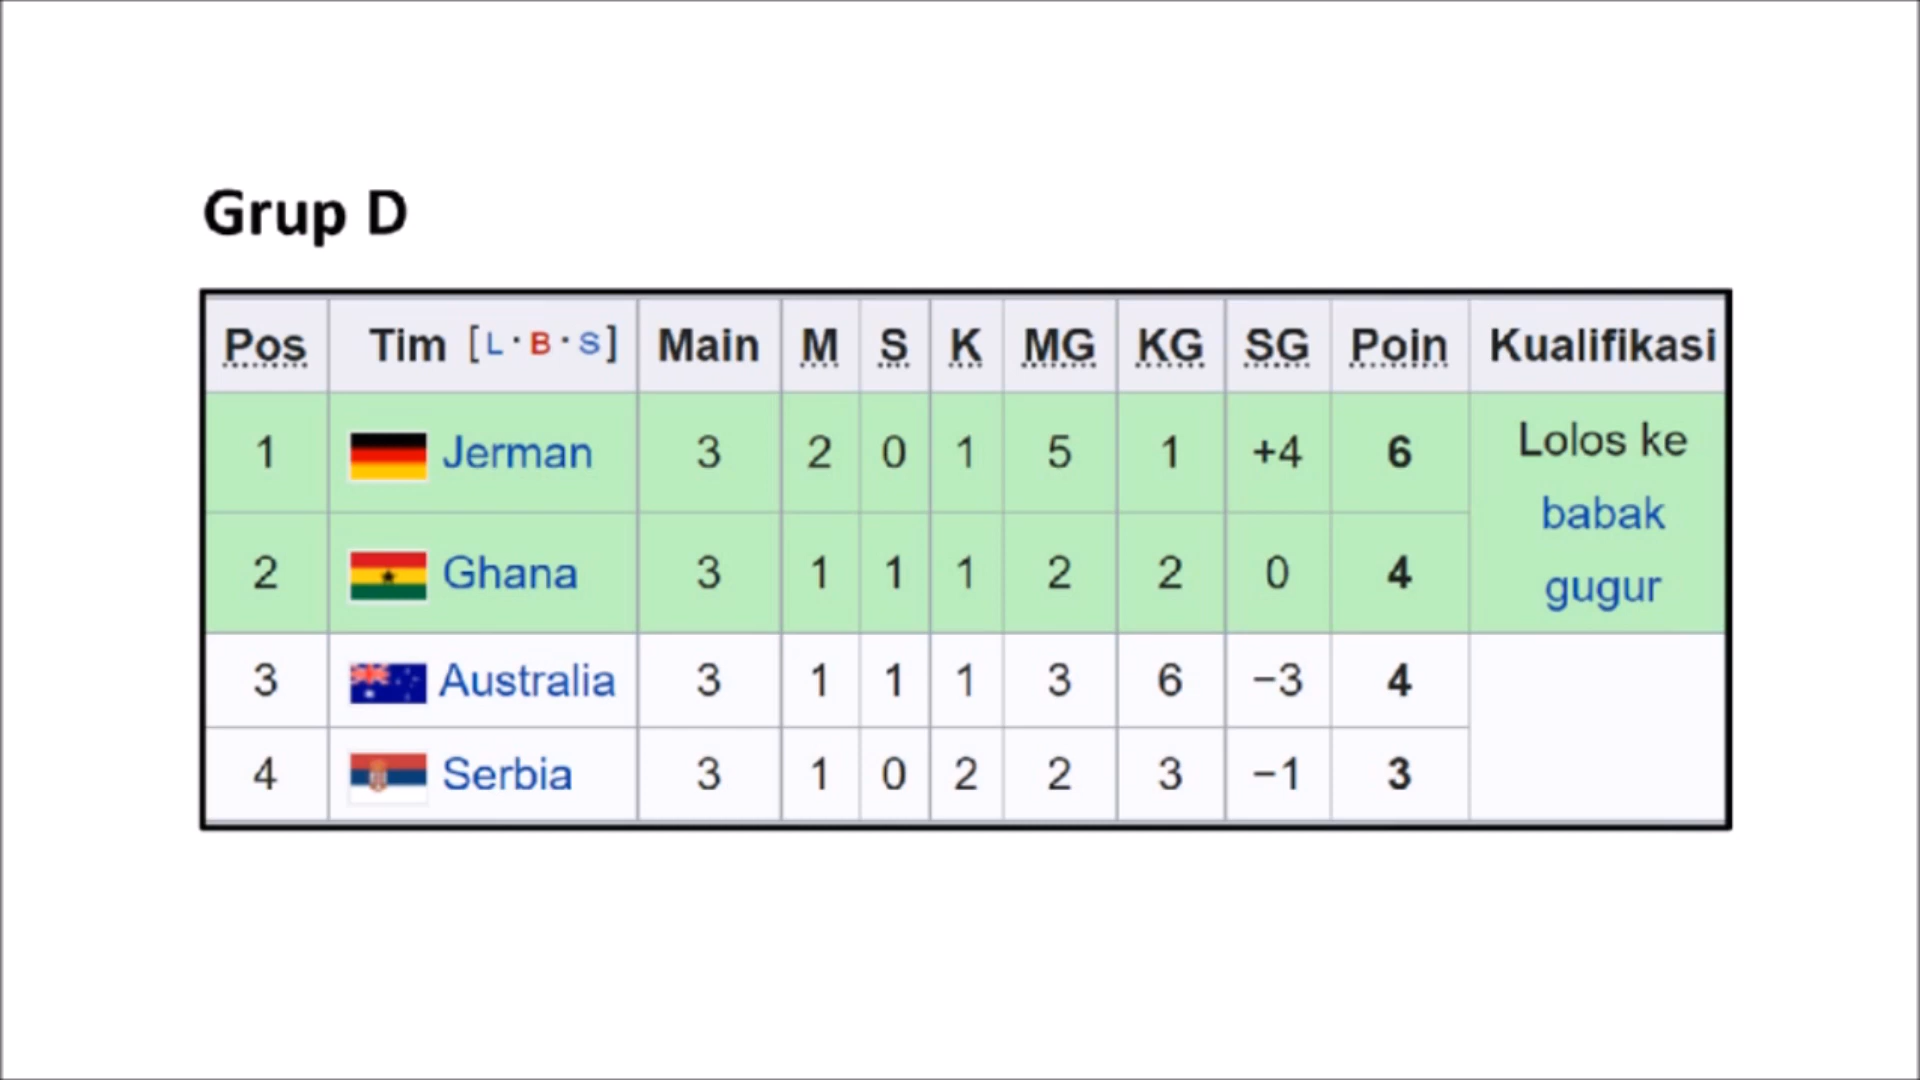 Grup D
Pos Tim [L · B · S] Main M S K MG KG SG Poin Kualifikasi
1 Jerman 3 2 0 1 5 1 +4 6 Lolos ke
babak
2 Ghana 3 1 1 1 2 2 0 4 gugur
3 Australia 3 1 1 1 3 6 −3 4
4 Serbia 3 1 0 2 2 3 −1 3